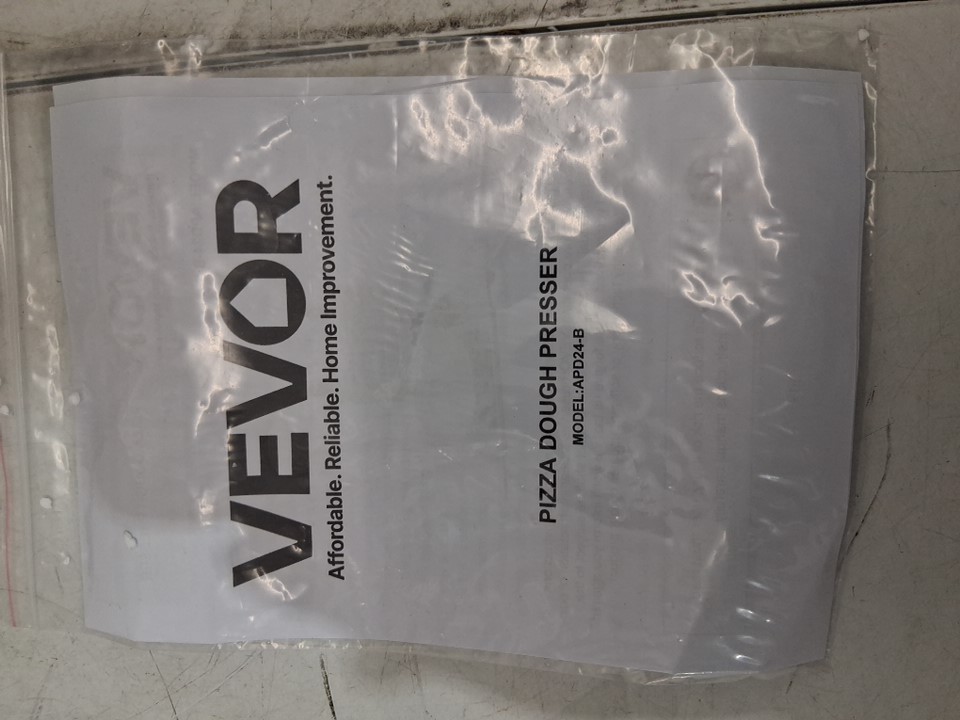 VEVOR
Affordable. Reliable. Home Improvement.
PIZZA DOUGH PRESSER
MODEL:APD24-B